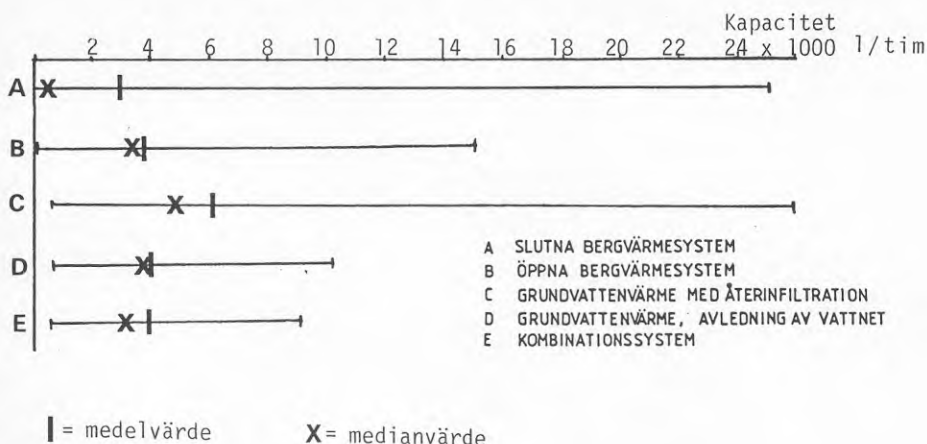 Kapacitet
2 4 6 8 10 12 14 16 18 20 22 24 x 1000 l/tim
A
B
C
D
E
A SLUTNA BERGVÄRMESYSTEM
B ÖPPNA BERGVÄRMESYSTEM
C GRUNDVATTENVÄRME MED ÅTERINFILTRATION
D GRUNDVATTENVÄRME, AVLEDNING AV VATTNET
E KOMBINATIONSSYSTEM
| = medelvärde X = medianvärde